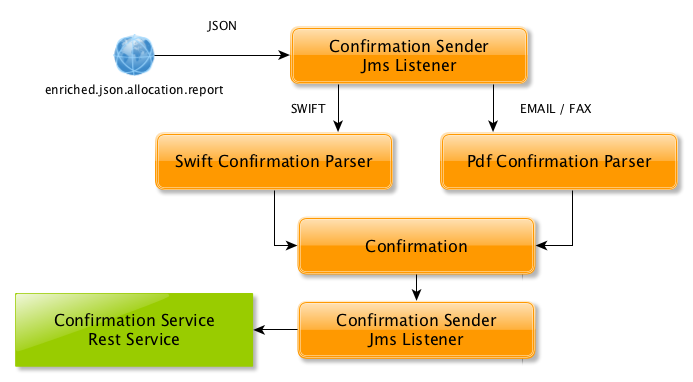 JSON
Confirmation Sender
Jms Listener
enriched.json.allocation.report
SWIFT
EMAIL / FAX
Swift Confirmation Parser
Pdf Confirmation Parser
Confirmation
Confirmation Service
Rest Service
Confirmation Sender
Jms Listener